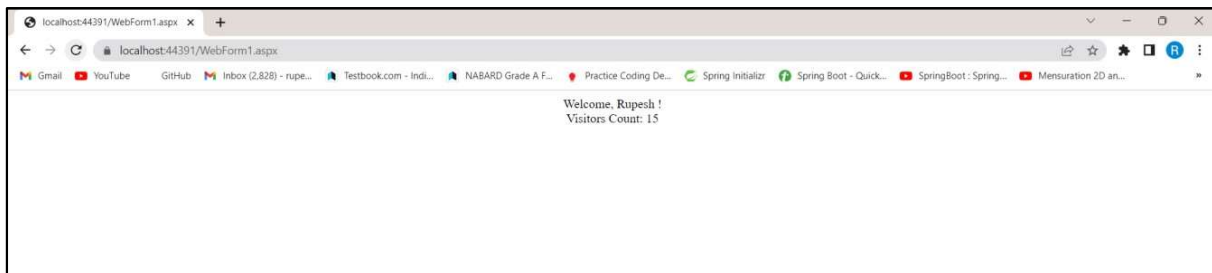 localhost:44391/WebForm1.aspx
localhost:44391/WebForm1.aspx
R
Gmail YouTube GitHub Inbox (2,828) - rupe... Testbook.com - Indi... NABARD Grade A F... Practice Coding De... Spring Initializr Spring Boot - Quick... SpringBoot : Spring... Mensuration 2D an... »
Welcome, Rupesh !
Visitors Count: 15